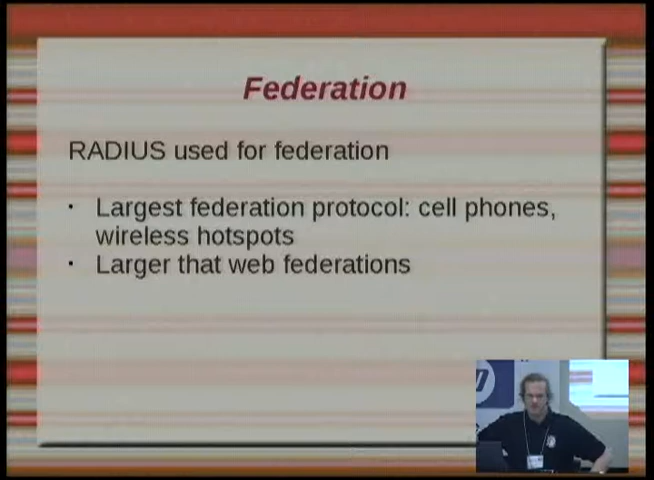 Federation
RADIUS used for federation
Largest federation protocol: cell phones,
wireless hotspots
Larger that web federations